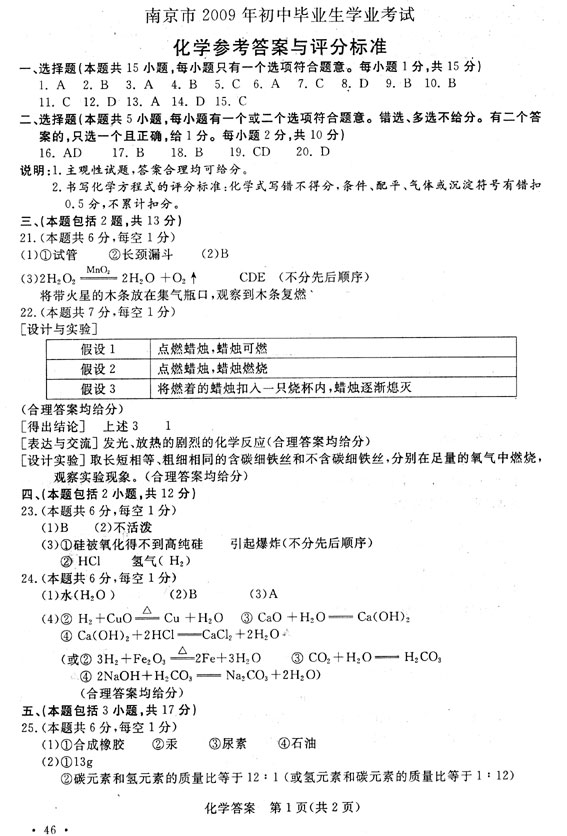 南京市2009年初中毕业生学业考试
化学参考答案与评分标准
一、选择题(本题共15小题,每小题只有一个选项符合题意。每小题1分,共15分)
1. A 2. B 3. A 4. B 5. C 6. A 7. C 8. D 9. B 10. B
11. C 12. D 13. A 14. D 15. C
二、选择题(本题共5小题,每小题有一个或二个选项符合题意。错选、多选不给分。有二个答
案的,只选一个且正确,给1分。每小题2分,共10分)
16. AD 17. B 18. B 19. CD 20. D
说明:1. 主观性试题,答案合理均可给分。
2. 书写化学方程式的评分标准:化学式写错不得分,条件、配平、气体或沉淀符号有错扣
0.5分,不累计扣分。
三、(本题包括2题,共13分)
21. (本题共6分,每空1分)
(1)①试管 ②长颈漏斗 (2)B
(3)2H₂O₂ ══MnO₂══ 2H₂O + O₂↑ CDE (不分先后顺序)
将带火星的木条放在集气瓶口,观察到木条复燃
22. (本题共7分,每空1分)
[设计与实验]
假设1 点燃蜡烛,蜡烛可燃
假设2 点燃蜡烛,蜡烛燃烧
假设3 将燃着的蜡烛扣入一只烧杯内,蜡烛逐渐熄灭
(合理答案均给分)
[得出结论] 上述3 1
[表达与交流] 发光、放热的剧烈的化学反应(合理答案均给分)
[设计实验] 取长短相等、粗细相同的含碳细铁丝和不含碳细铁丝,分别在足量的氧气中燃烧,
观察实验现象。(合理答案均给分)
四、(本题包括2小题,共12分)
23. (本题共6分,每空1分)
(1)B (2)不活泼
(3)①硅被氧化得不到高纯硅 引起爆炸(不分先后顺序)
② HCl 氢气(H₂)
24. (本题共6分,每空1分)
(1)水(H₂O) (2)B (3)A
(4)② H₂+CuO ══△══ Cu+H₂O ③ CaO+H₂O══Ca(OH)₂
④ Ca(OH)₂+2HCl══CaCl₂+2H₂O
(或② 3H₂+Fe₂O₃ ══△══ 2Fe+3H₂O ③ CO₂+H₂O══H₂CO₃
④ 2NaOH+H₂CO₃══Na₂CO₃+2H₂O)
(合理答案均给分)
五、(本题包括3小题,共17分)
25. (本题共6分,每空1分)
(1)①合成橡胶 ②汞 ③尿素 ④石油
(2)①13g
②碳元素和氢元素的质量比等于12:1(或氢元素和碳元素的质量比等于1:12)
化学答案 第1页(共2页)
· 46 ·